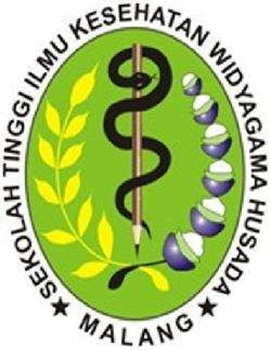 SEKOLAH TINGGI ILMU KESEHATAN WIDYAGAMA HUSADA
MALANG